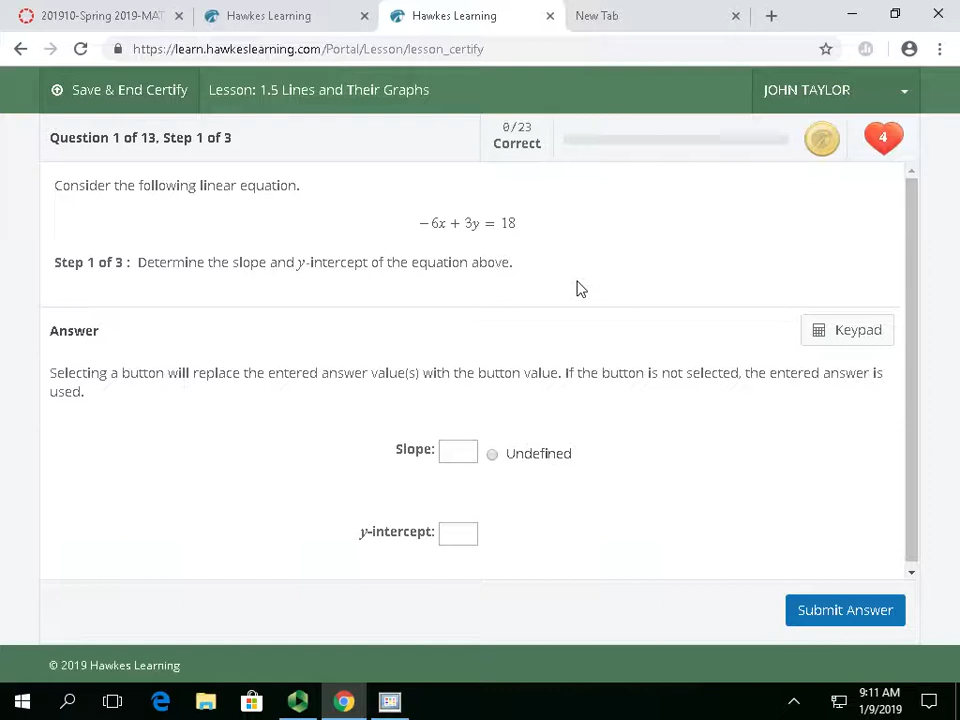 201910-Spring 2019-MAT
Hawkes Learning
Hawkes Learning
New Tab
https://learn.hawkeslearning.com/Portal/Lesson/lesson_certify
Save & End Certify
Lesson: 1.5 Lines and Their Graphs
JOHN TAYLOR
Question 1 of 13, Step 1 of 3
0/23
Correct
4
Consider the following linear equation.
−6x + 3y = 18
Step 1 of 3 : Determine the slope and y-intercept of the equation above.
Answer
Keypad
Selecting a button will replace the entered answer value(s) with the button value. If the button is not selected, the entered answer is
used.
Slope:
Undefined
y-intercept:
Submit Answer
© 2019 Hawkes Learning
9:11 AM
1/9/2019